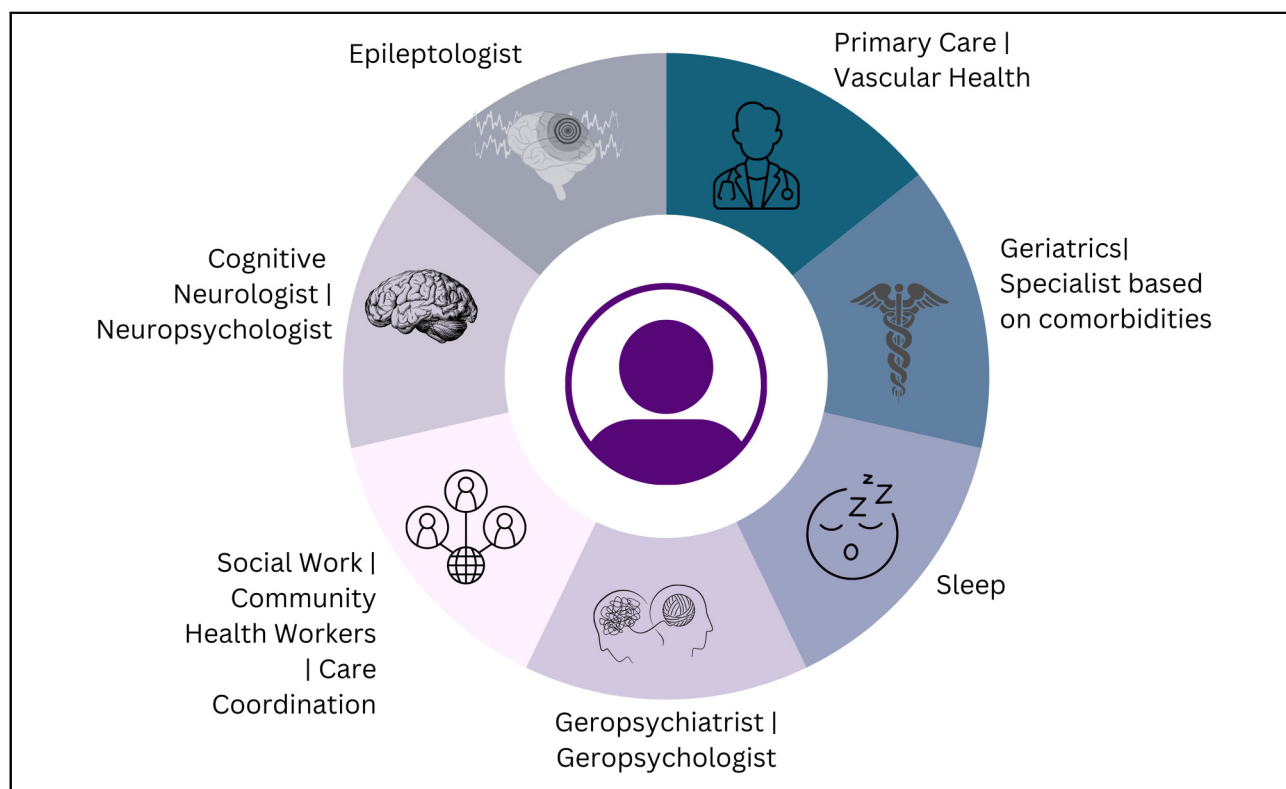 Epileptologist
Primary Care |
Vascular Health
Cognitive
Neurologist |
Neuropsychologist
Geriatrics|
Specialist based
on comorbidities
z
z
z
Social Work |
Community
Health Workers
| Care
Coordination
Sleep
Geropsychiatrist |
Geropsychologist